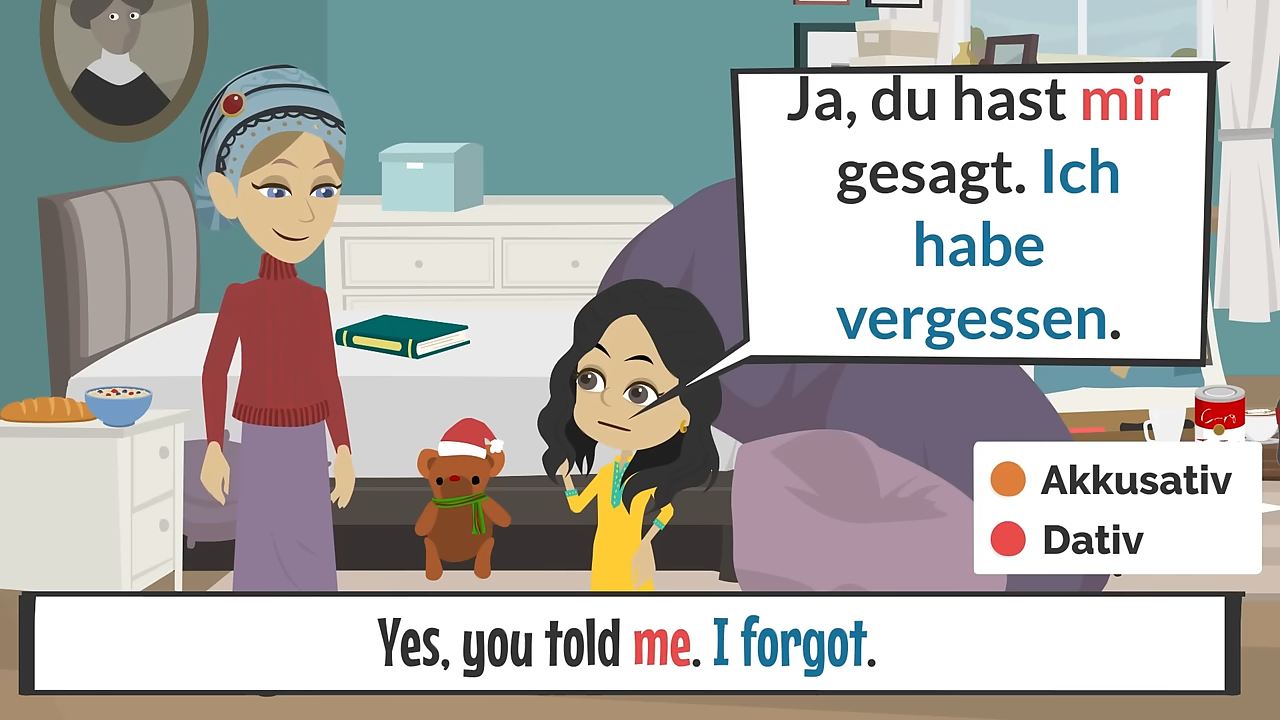 Ja, du hast mir
gesagt. Ich
habe
vergessen.
Akkusativ
Dativ
Yes, you told me. I forgot.